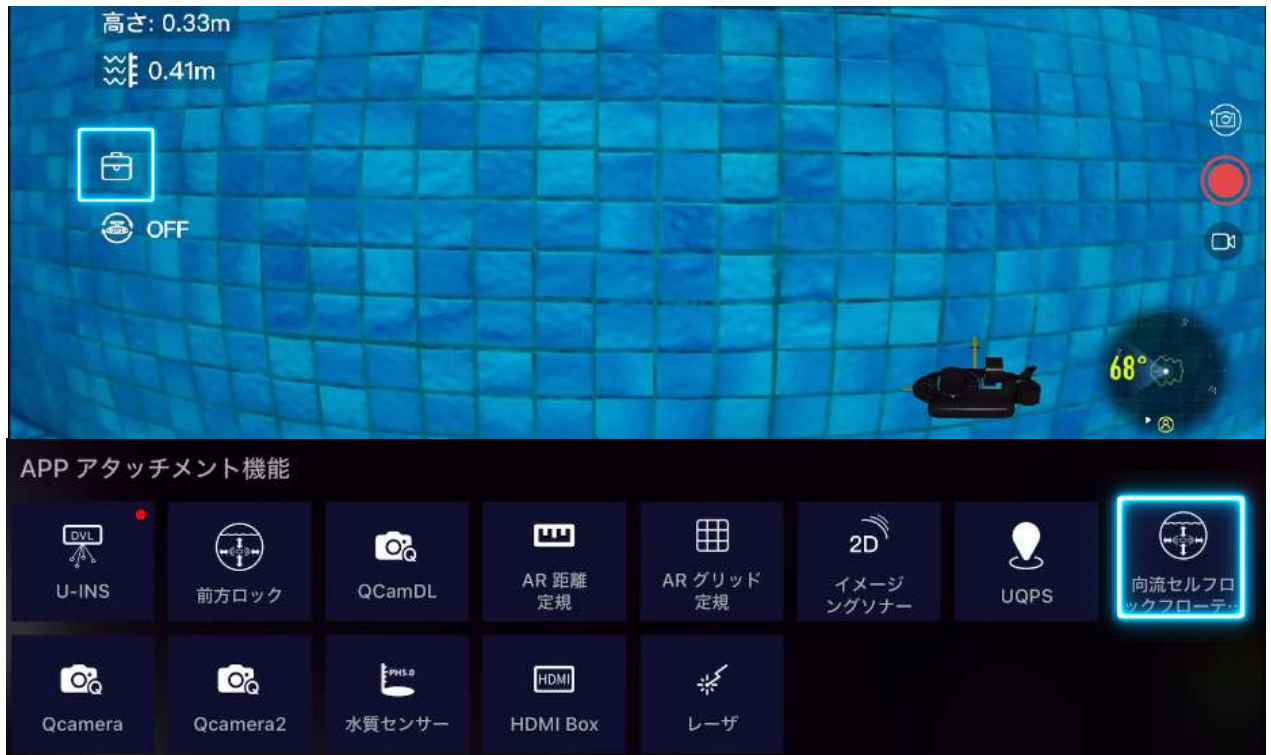 高さ: 0.33m
0.41m
OFF
68°
APP アタッチメント機能
DVL
U-INS
前方ロック
QCamDL
AR 距離
定規
AR グリッド
定規
2D
イメージ
ングソナー
UQPS
向流セルフロ
ックフローテ…
Qcamera
Qcamera2
PH5.0
水質センサー
HDMI
HDMI Box
レーザ